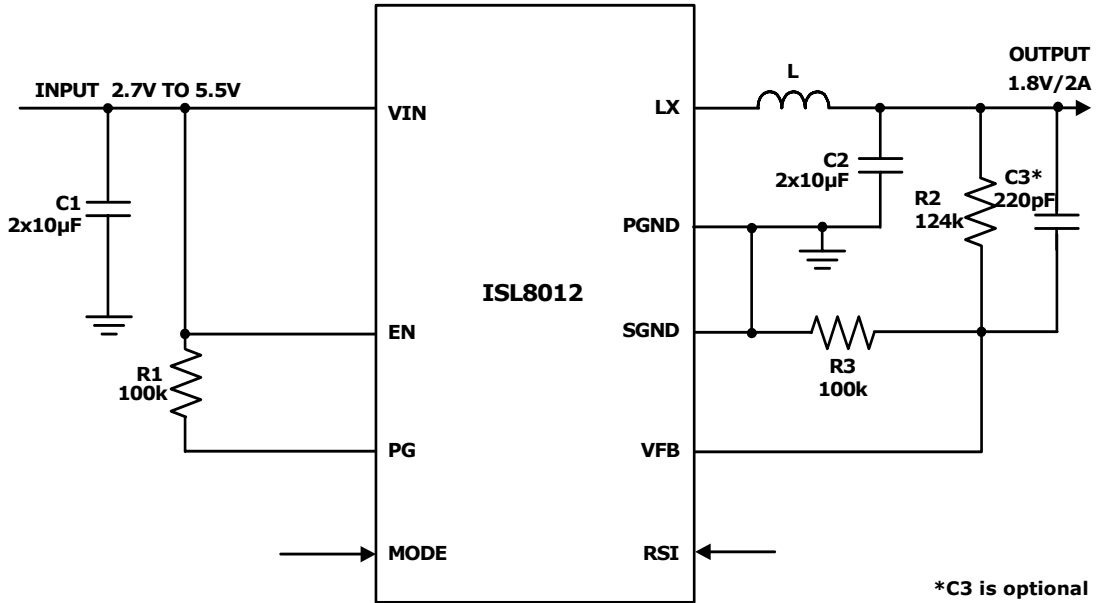 INPUT 2.7V TO 5.5V
VIN
C1
2x10µF
EN
R1
100k
PG
MODE
ISL8012
LX
L
OUTPUT
1.8V/2A
C2
2x10µF
R2
124k
C3*
220pF
PGND
SGND
R3
100k
VFB
RSI
*C3 is optional